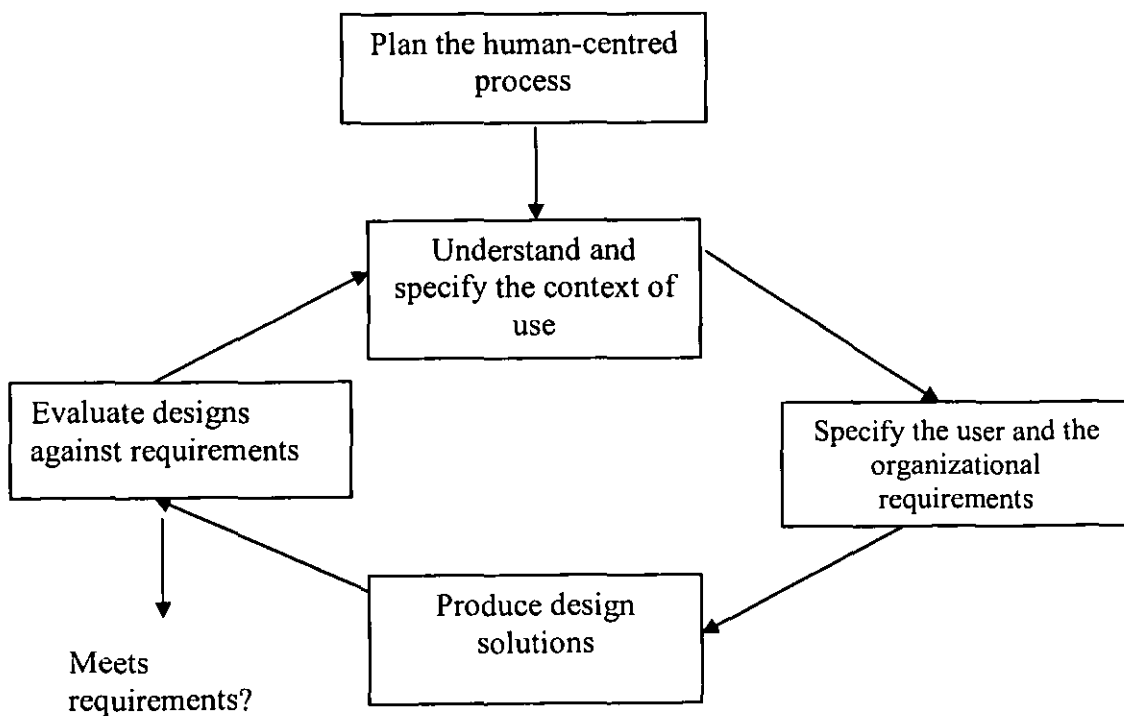 Plan the human-centred
process
Understand and
specify the context of
use
Specify the user and the
organizational
requirements
Produce design
solutions
Evaluate designs
against requirements
Meets
requirements?